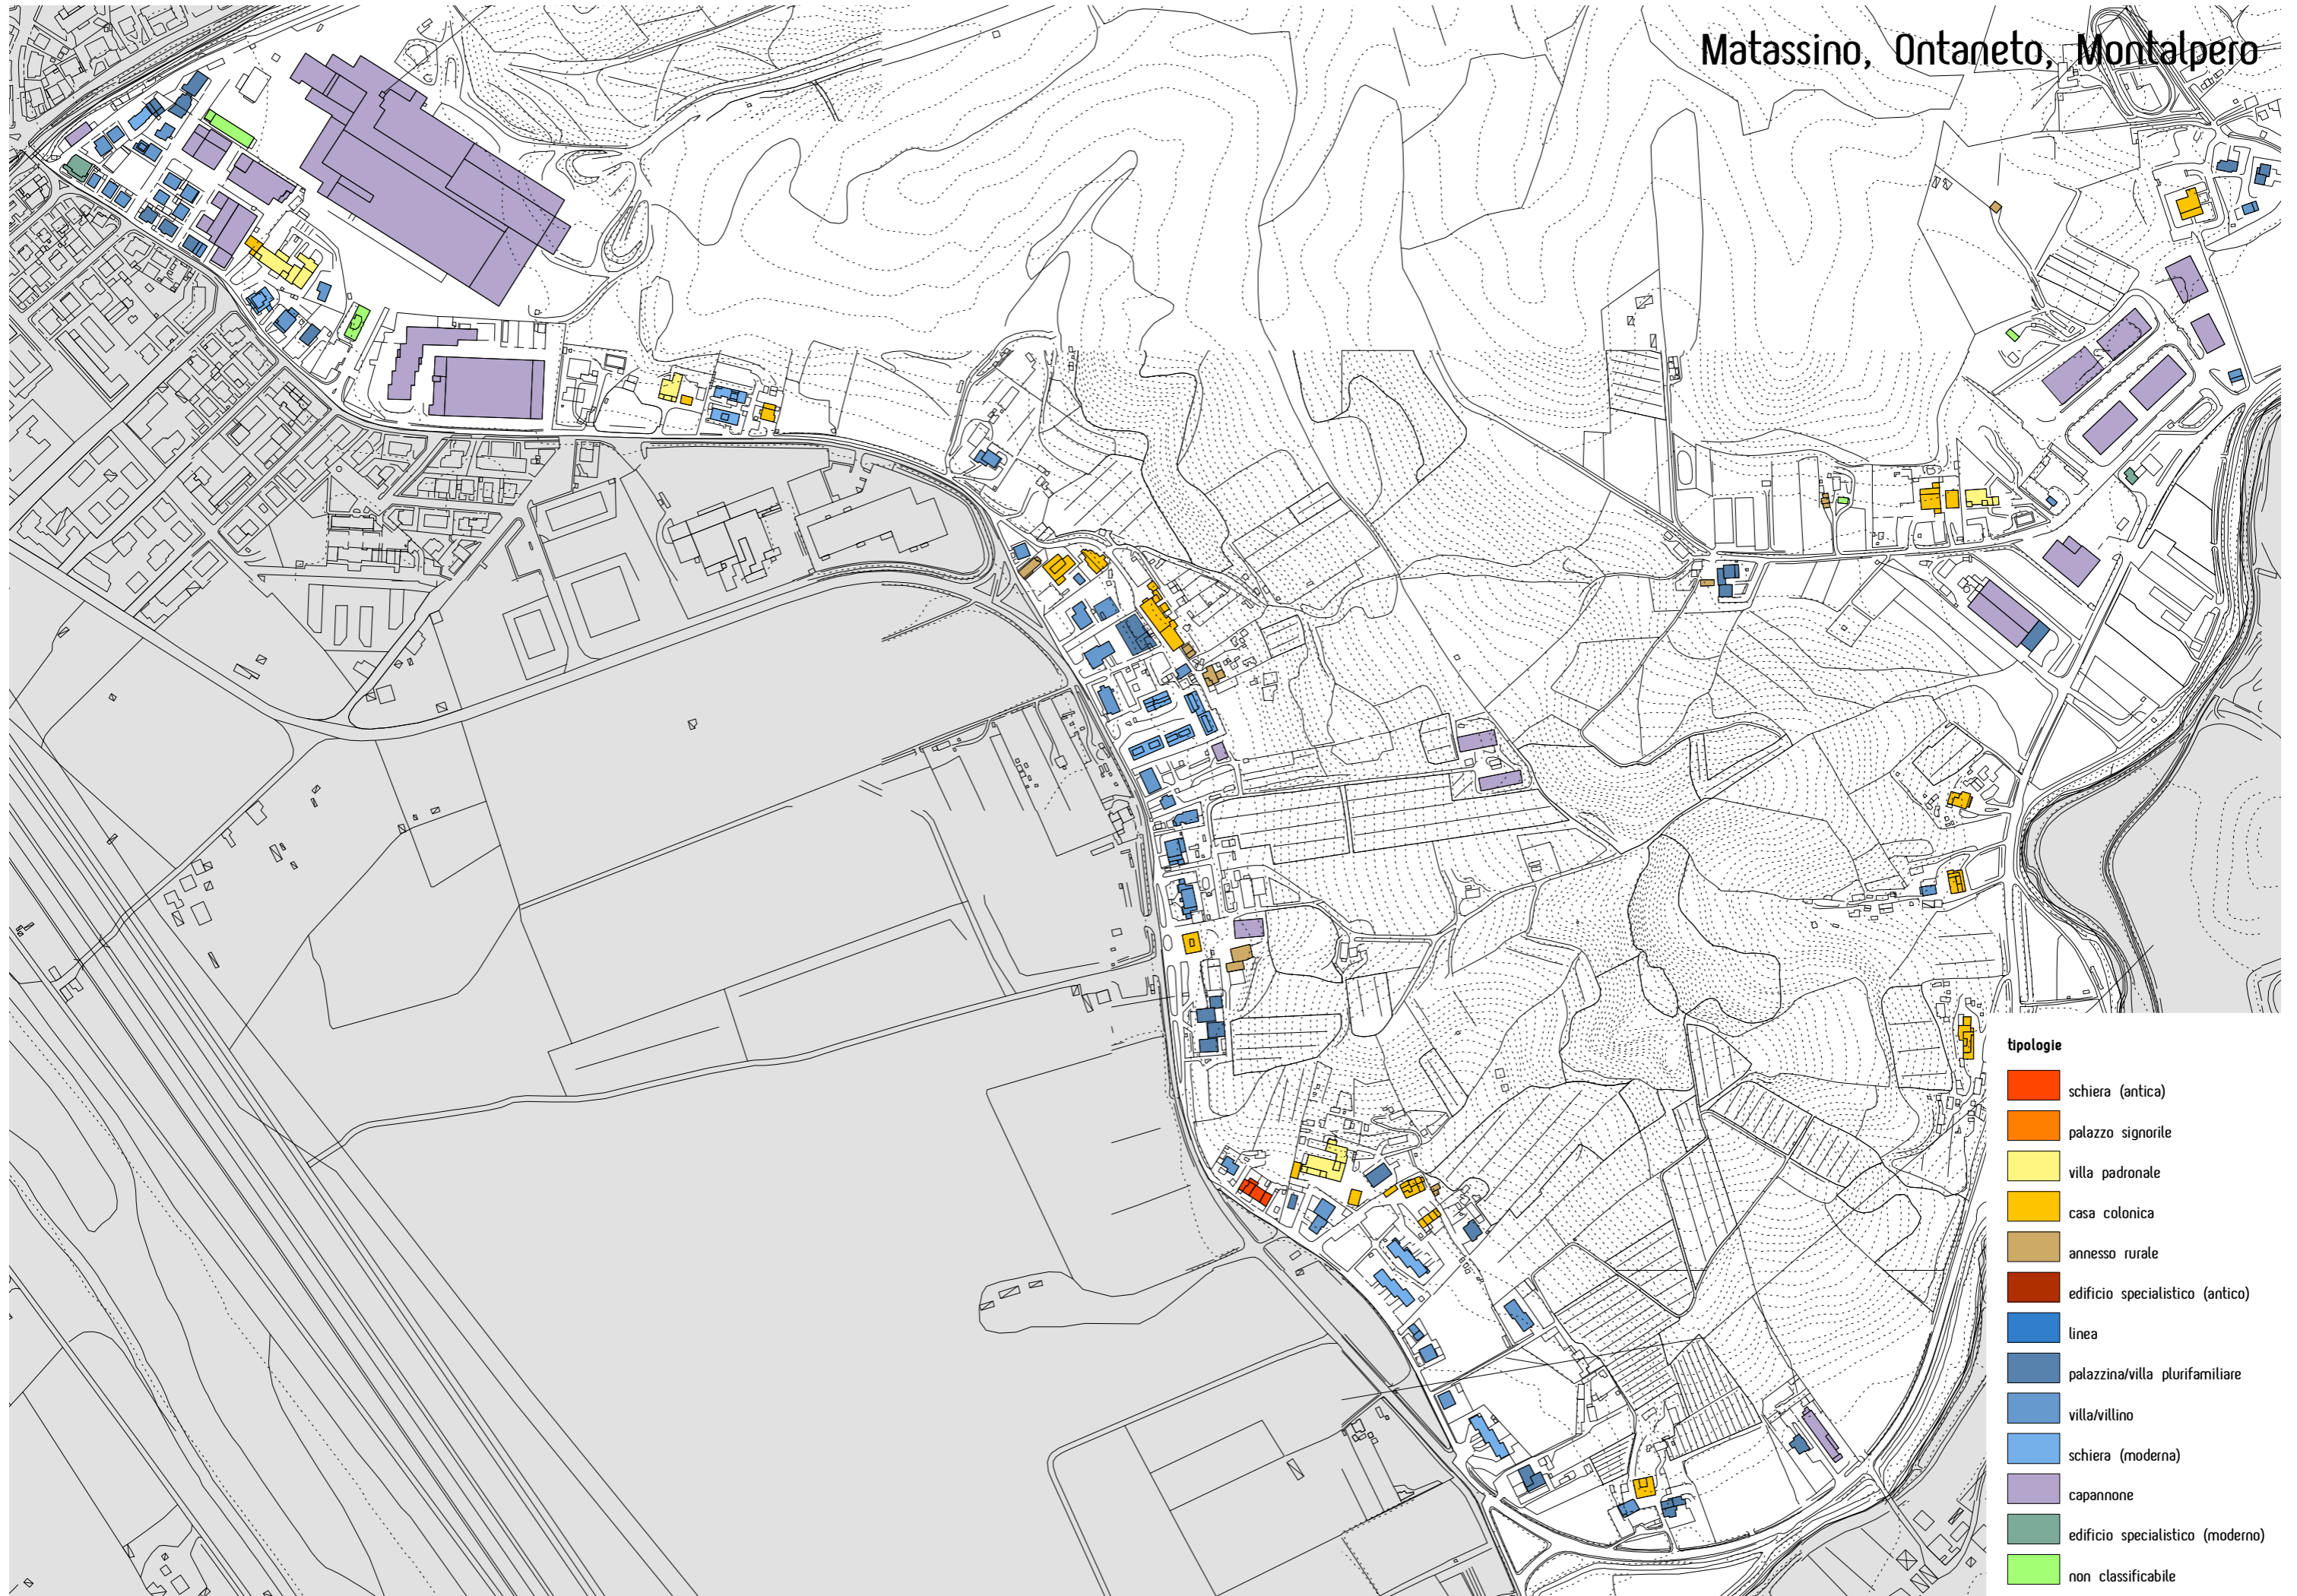 Matassino, Ontaneto, Montalpero
tipologie
schiera (antica)
palazzo signorile
villa padronale
casa colonica
annesso rurale
edificio specialistico (antico)
linea
palazzina/villa plurifamiliare
villa/villino
schiera (moderna)
capannone
edificio specialistico (moderno)
non classificabile